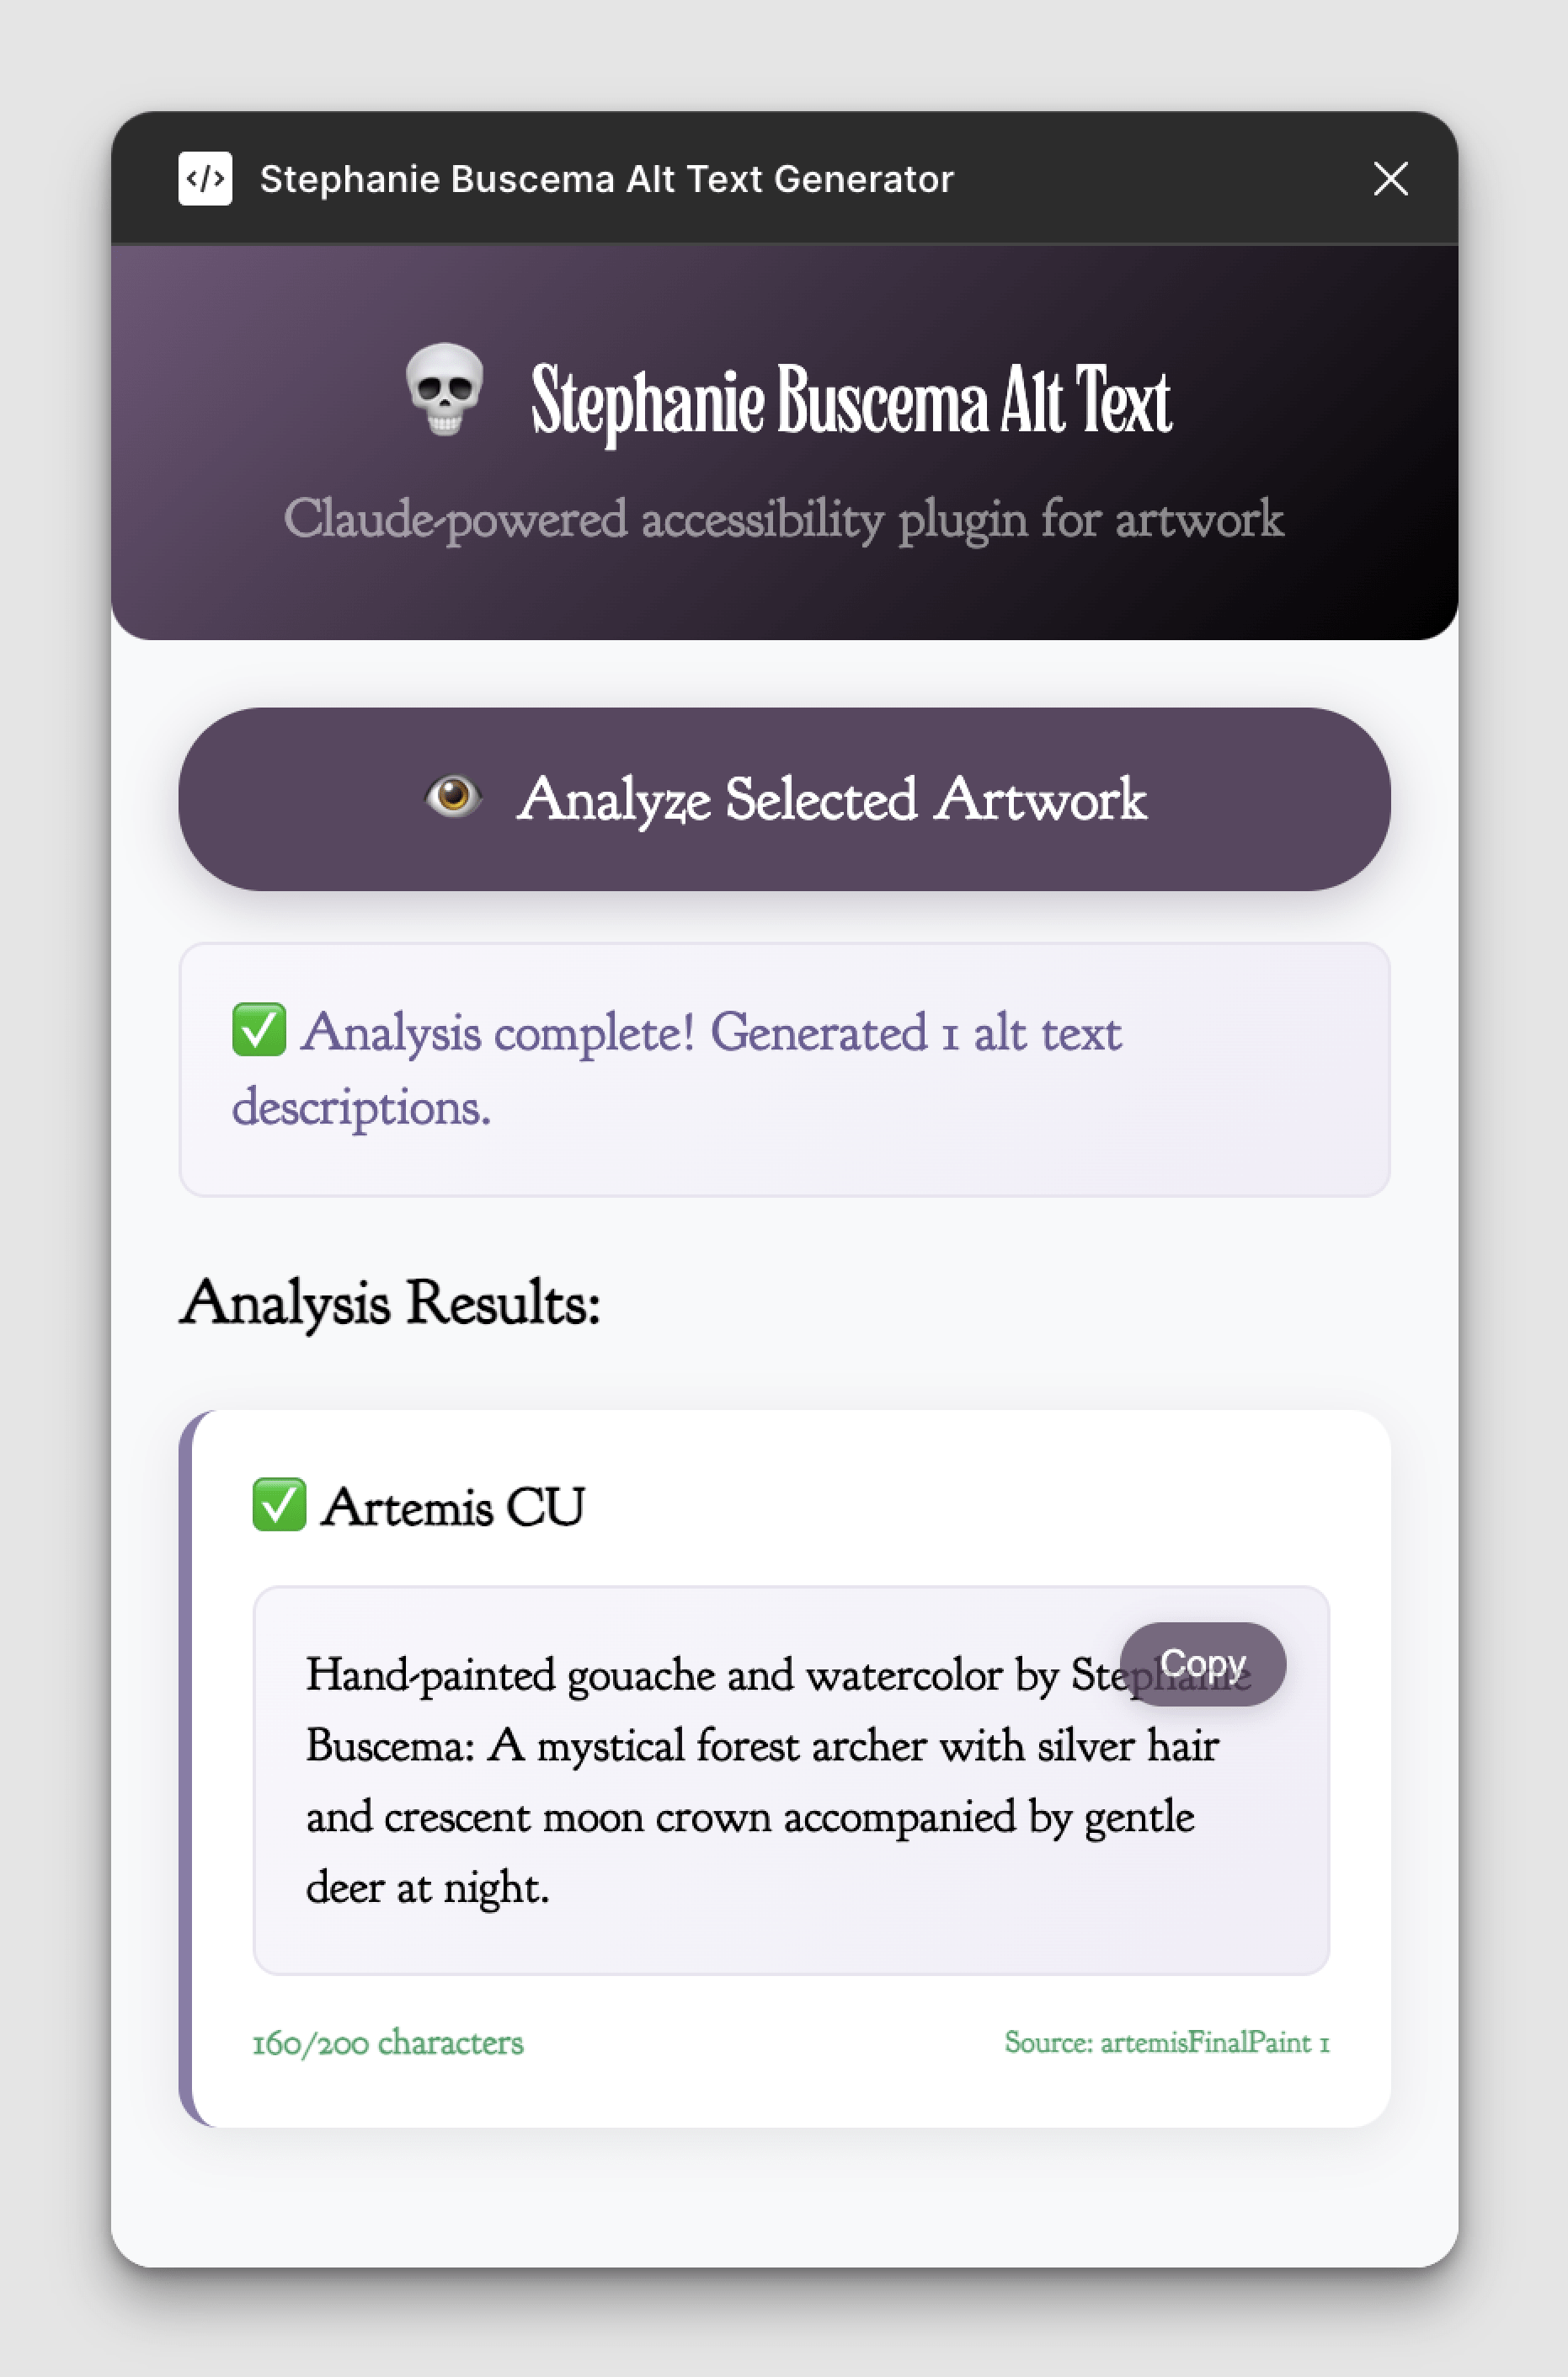 </>
Stephanie Buscema Alt Text Generator
Stephanie Buscema Alt Text
Claude-powered accessibility plugin for artwork
Analyze Selected Artwork
Analysis complete! Generated 1 alt text
descriptions.
Analysis Results:
Artemis CU
Copy
Hand-painted gouache and watercolor by Stephanie
Buscema: A mystical forest archer with silver hair
and crescent moon crown accompanied by gentle
deer at night.
160/200 characters
Source: artemisFinalPaint 1